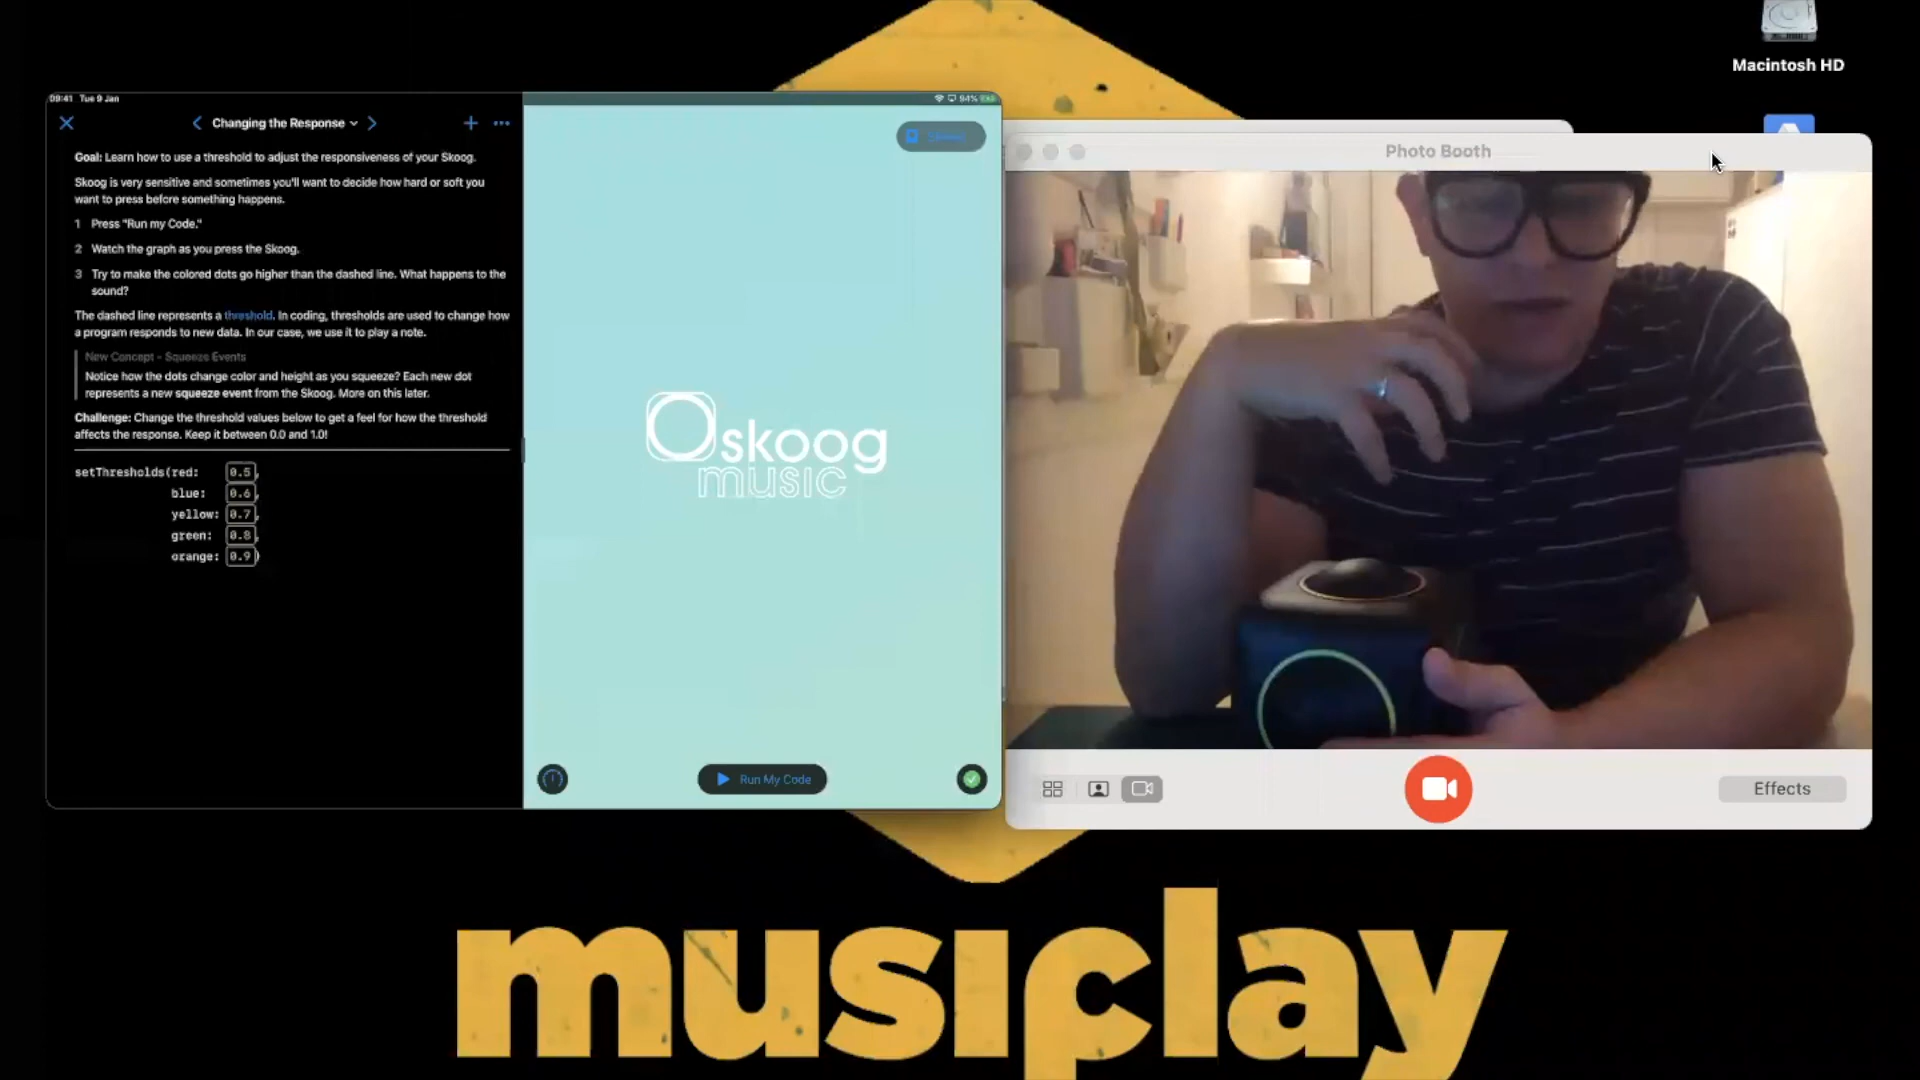 Macintosh HD
09:41 Tue 9 Jan
94%
Changing the Response
Goal: Learn how to use a threshold to adjust the responsiveness of your Skoog.
Skoog is very sensitive and sometimes you'll want to decide how hard or soft you
want to press before something happens.
1 Press "Run my Code."
2 Watch the graph as you press the Skoog.
3 Try to make the colored dots go higher than the dashed line. What happens to the
sound?
The dashed line represents a threshold. In coding, thresholds are used to change how
a program responds to new data. In our case, we use it to play a note.
New Concept - Squeeze Events
Notice how the dots change color and height as you squeeze? Each new dot
represents a new squeeze event from the Skoog. More on this later.
Challenge: Change the threshold values below to get a feel for how the threshold
affects the response. Keep it between 0.0 and 1.0!
setThresholds(red: 0.5,
blue: 0.6,
yellow: 0.7,
green: 0.8,
orange: 0.9)
skoog
music
Run My Code
Photo Booth
Effects
musiclay